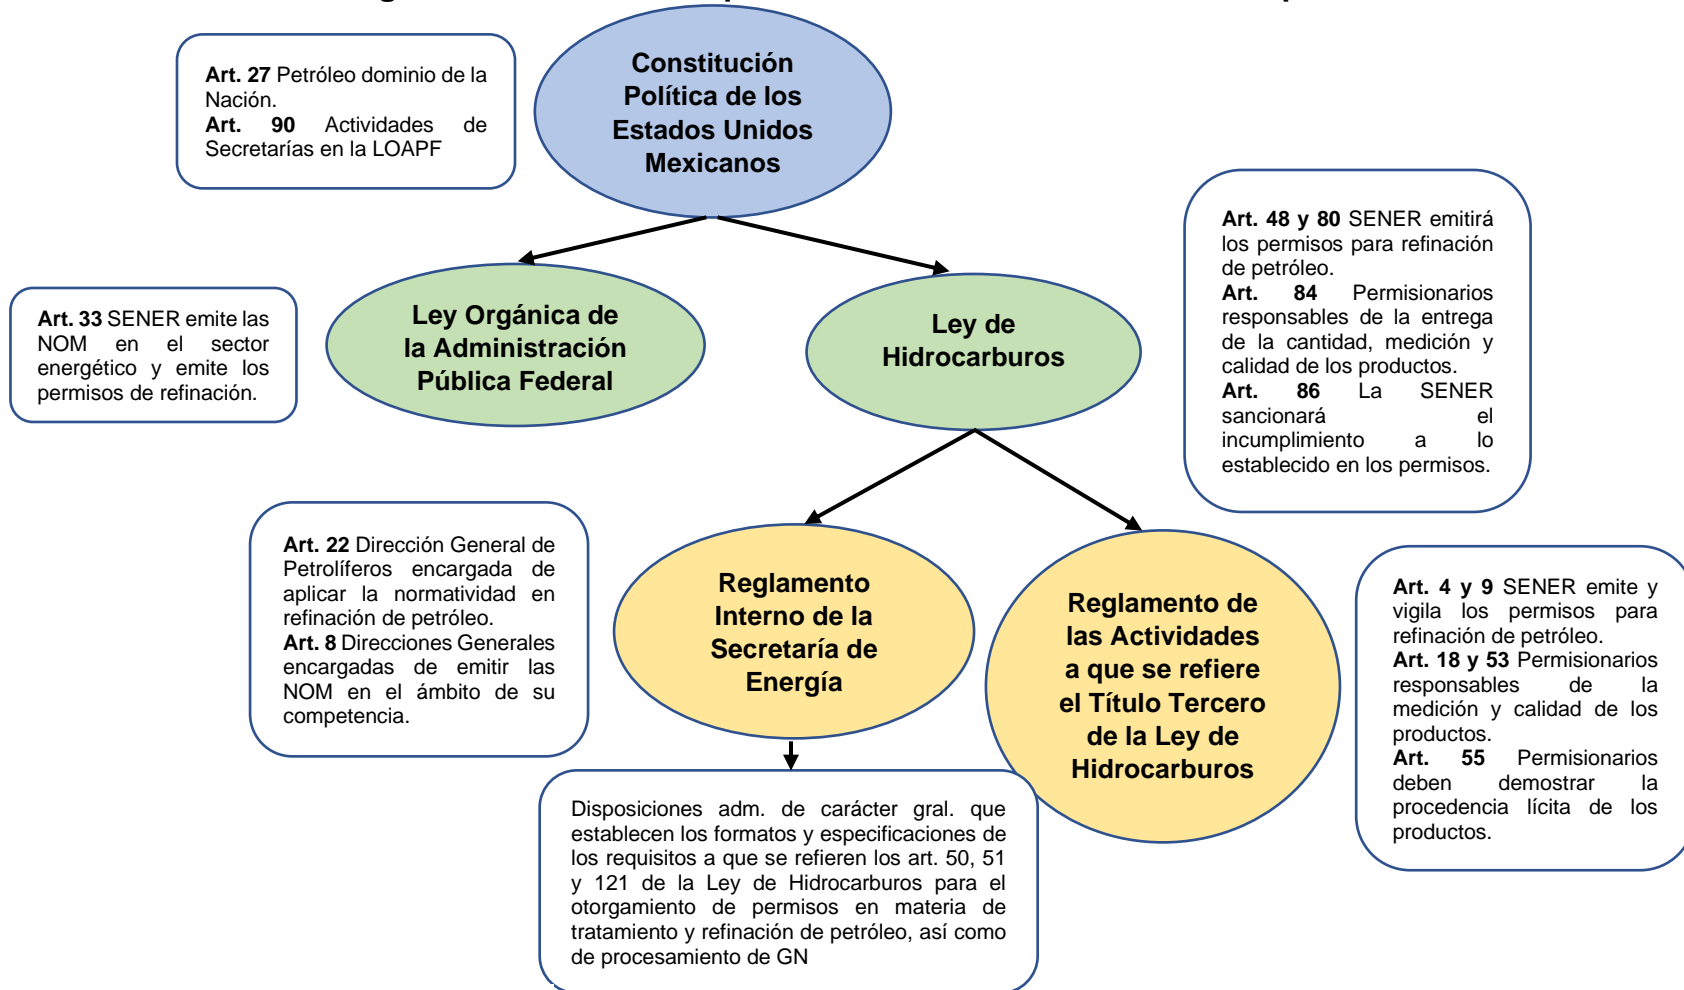 Art. 27 Petróleo dominio de la
Nación.
Art. 90 Actividades de
Secretarías en la LOAPF
Constitución
Política de los
Estados Unidos
Mexicanos
Art. 48 y 80 SENER emitirá
los permisos para refinación
de petróleo.
Art. 84 Permisionarios
responsables de la entrega
de la cantidad, medición y
calidad de los productos.
Art. 86 La SENER
sancionará el
incumplimiento a lo
establecido en los permisos.
Art. 33 SENER emite las
NOM en el sector
energético y emite los
permisos de refinación.
Ley Orgánica de
la Administración
Pública Federal
Ley de
Hidrocarburos
Art. 22 Dirección General de
Petrolíferos encargada de
aplicar la normatividad en
refinación de petróleo.
Art. 8 Direcciones Generales
encargadas de emitir las
NOM en el ámbito de su
competencia.
Reglamento
Interno de la
Secretaría de
Energía
Reglamento de
las Actividades
a que se refiere
el Título Tercero
de la Ley de
Hidrocarburos
Art. 4 y 9 SENER emite y
vigila los permisos para
refinación de petróleo.
Art. 18 y 53 Permisionarios
responsables de la
medición y calidad de los
productos.
Art. 55 Permisionarios
deben demostrar la
procedencia lícita de los
productos.
Disposiciones adm. de carácter gral. que
establecen los formatos y especificaciones de
los requisitos a que se refieren los art. 50, 51
y 121 de la Ley de Hidrocarburos para el
otorgamiento de permisos en materia de
tratamiento y refinación de petróleo, así como
de procesamiento de GN